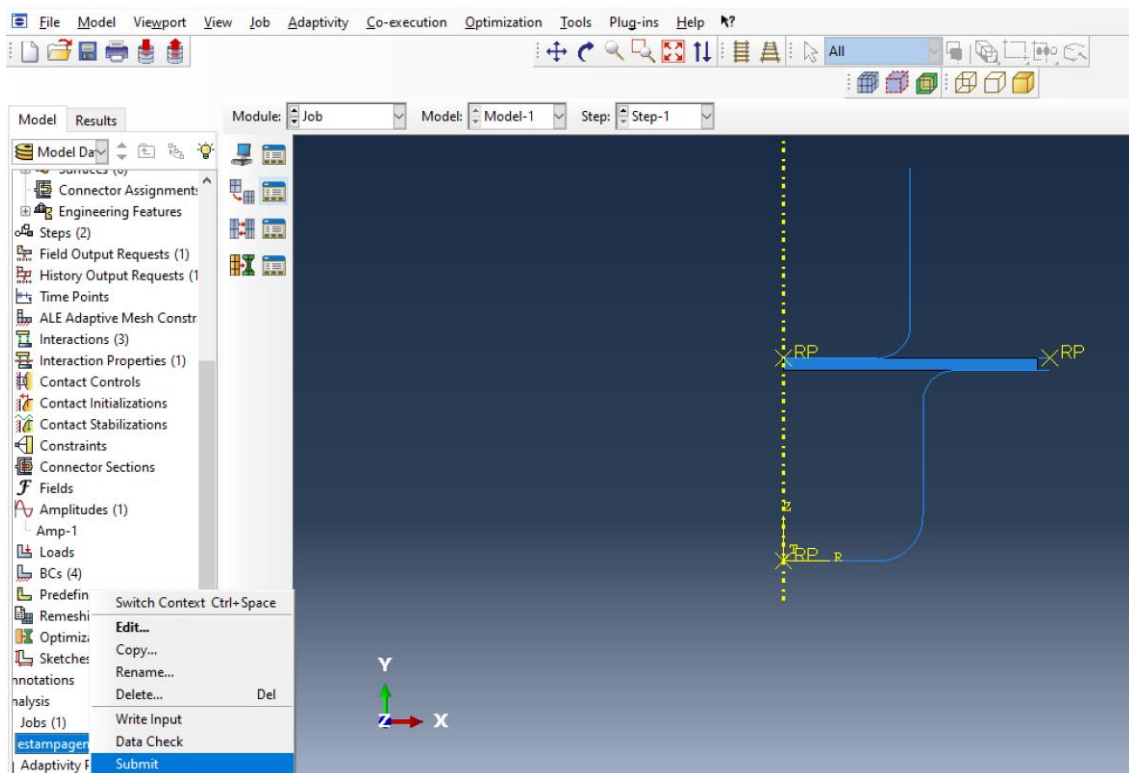 File Model Viewport View Job Adaptivity Co-execution Optimization Tools Plug-ins Help
All
Model Results
Module: Job Model: Model-1 Step: Step-1
Model Da
Surfaces (6)
Connector Assignment:
Engineering Features
Steps (2)
Field Output Requests (1)
History Output Requests (1
Time Points
ALE Adaptive Mesh Constr
Interactions (3)
Interaction Properties (1)
Contact Controls
Contact Initializations
Contact Stabilizations
Constraints
Connector Sections
Fields
Amplitudes (1)
Amp-1
Loads
BCs (4)
Predefin
Remeshi
Optimiza
Sketches
nnotations
nalysis
Jobs (1)
estampagen
Adaptivity P
Switch Context Ctrl+Space
Edit...
Copy...
Rename...
Delete... Del
Write Input
Data Check
Submit
RP
RP
Z
T
RP R
Y
Z X